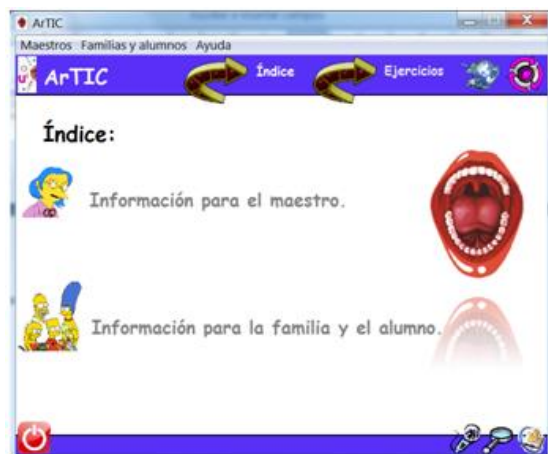 ArTIC
Maestros Familias y alumnos Ayuda
ArTIC Índice Ejercicios
Índice:
Información para el maestro.
Información para la familia y el alumno.